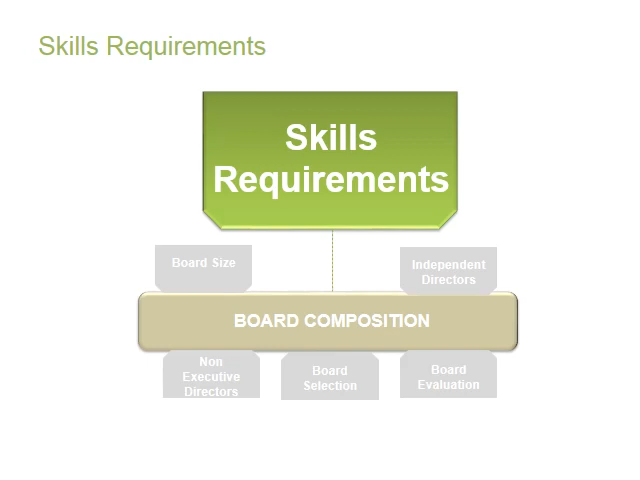 Skills Requirements
Skills
Requirements
Board Size
Independent
Directors
BOARD COMPOSITION
Non
Executive
Directors
Board
Selection
Board
Evaluation